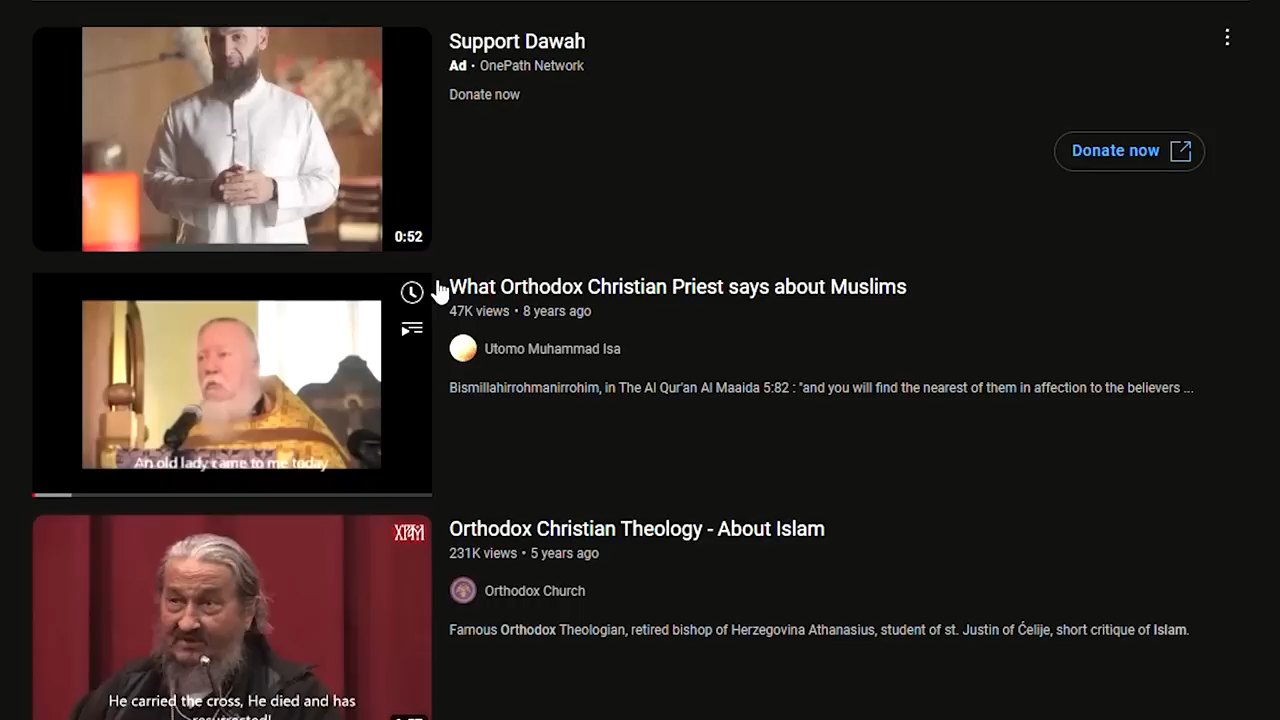 Support Dawah
Ad • OnePath Network
Donate now
Donate now
0:52
What Orthodox Christian Priest says about Muslims
47K views • 8 years ago
Utomo Muhammad Isa
Bismillahirrohmanirrohim, in The Al Qur'an Al Maaida 5:82 : "and you will find the nearest of them in affection to the believers ...
An old lady came to me today
Orthodox Christian Theology - About Islam
231K views • 5 years ago
Orthodox Church
Famous Orthodox Theologian, retired bishop of Herzegovina Athanasius, student of st. Justin of Ćelije, short critique of Islam.
He carried the cross, He died and has
resurrected!